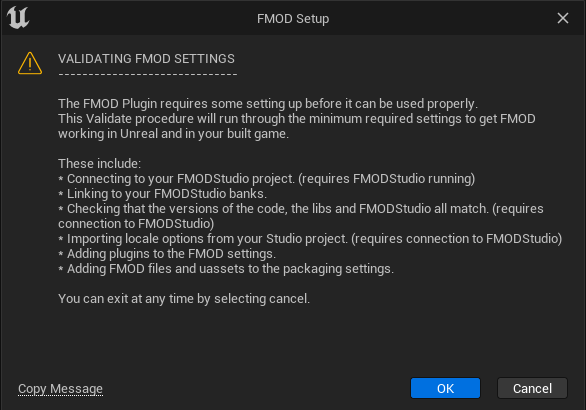 FMOD Setup
VALIDATING FMOD SETTINGS
-------------------------------
The FMOD Plugin requires some setting up before it can be used properly.
This Validate procedure will run through the minimum required settings to get FMOD
working in Unreal and in your built game.
These include:
* Connecting to your FMODStudio project. (requires FMODStudio running)
* Linking to your FMODStudio banks.
* Checking that the versions of the code, the libs and FMODStudio all match. (requires
connection to FMODStudio)
* Importing locale options from your Studio project. (requires connection to FMODStudio)
* Adding plugins to the FMOD settings.
* Adding FMOD files and uassets to the packaging settings.
You can exit at any time by selecting cancel.
Copy Message
OK
Cancel